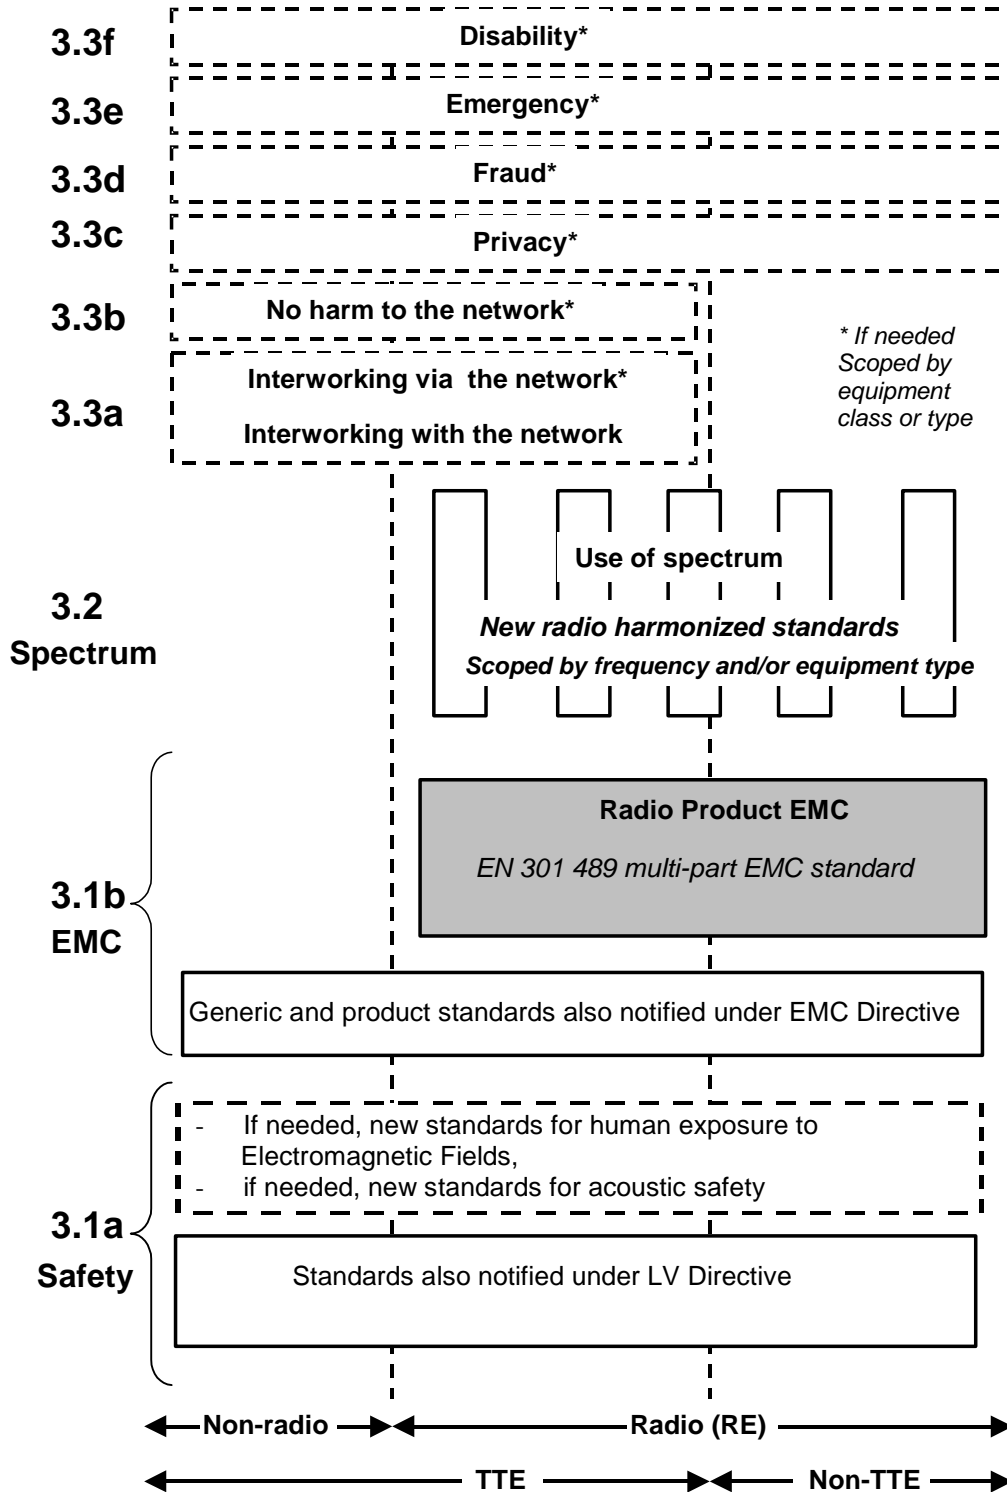 3.3f
Disability*
3.3e
Emergency*
3.3d
Fraud*
3.3c
Privacy*
3.3b
No harm to the network*
3.3a
Interworking via the network*
Interworking with the network
* If needed
Scoped by
equipment
class or type
3.2
Spectrum
Use of spectrum
New radio harmonized standards
Scoped by frequency and/or equipment type
3.1b
EMC
Radio Product EMC
EN 301 489 multi-part EMC standard
Generic and product standards also notified under EMC Directive
3.1a
Safety
- If needed, new standards for human exposure to
Electromagnetic Fields,
- if needed, new standards for acoustic safety
Standards also notified under LV Directive
Non-radio
Radio (RE)
TTE
Non-TTE